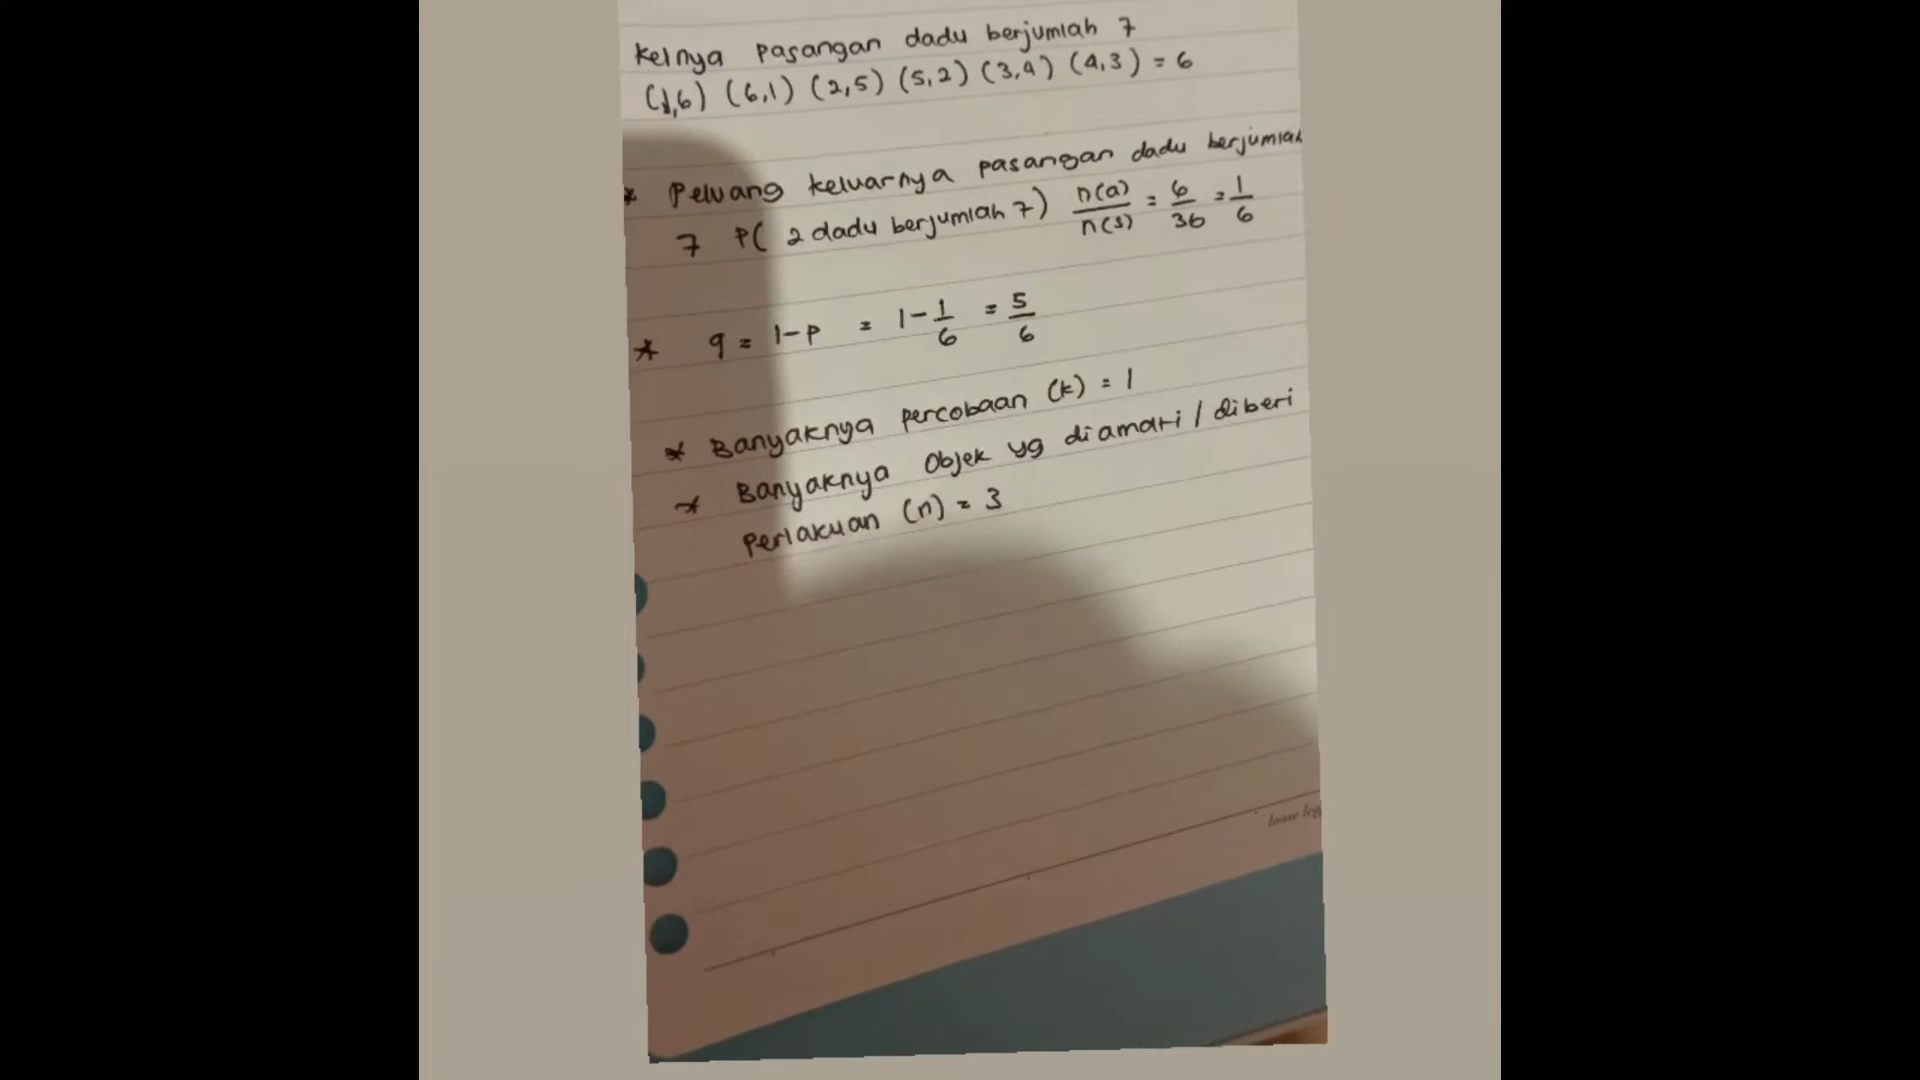 kelnya pasangan dadu berjumlah 7
(1,6) (6,1) (2,5) (5,2) (3,4) (4,3) = 6
* Peluang keluarnya pasangan dadu berjumlah
7 P( 2 dadu berjumlah 7) n(a)/n(s) = 6/36 = 1/6
* q = 1-p = 1-1/6 = 5/6
* Banyaknya percobaan (k) = 1
* Banyaknya Objek yg diamati / diberi
Perlakuan (n) = 3